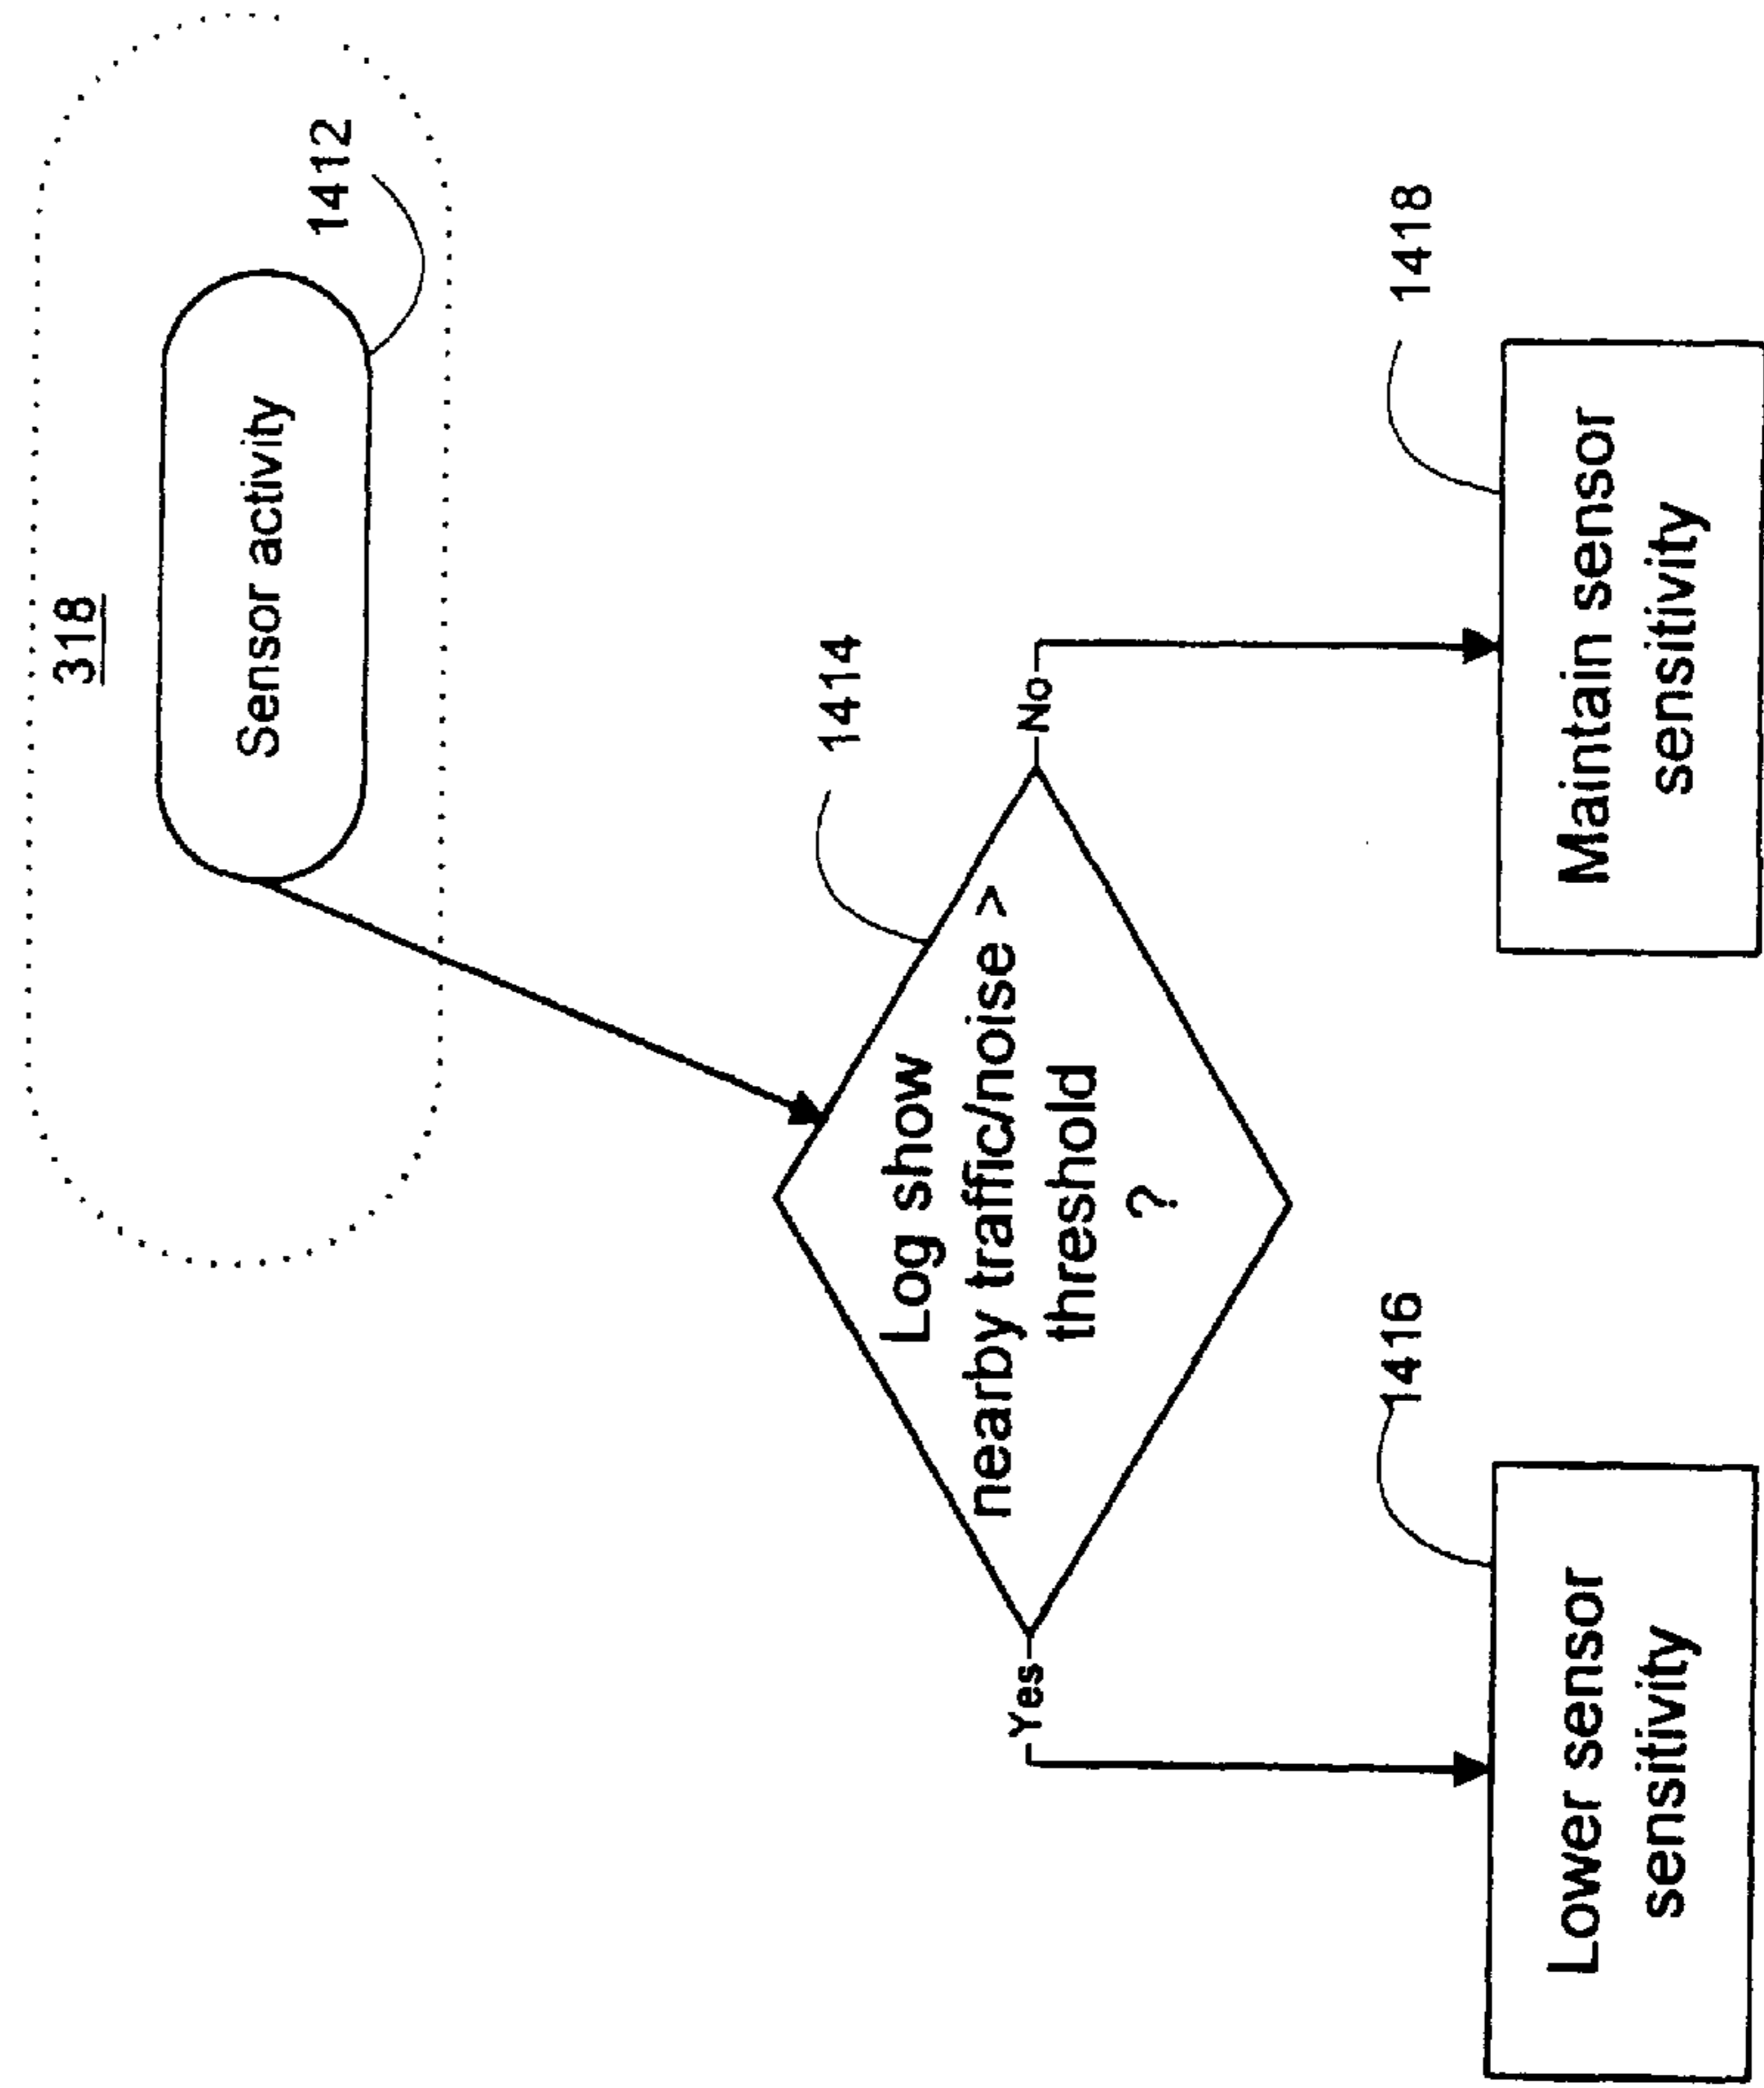 318
Sensor activity
1412
1414
Log show
nearby traffic/noise >
threshold
?
Yes
No
1416
1418
Lower sensor
sensitivity
Maintain sensor
sensitivity